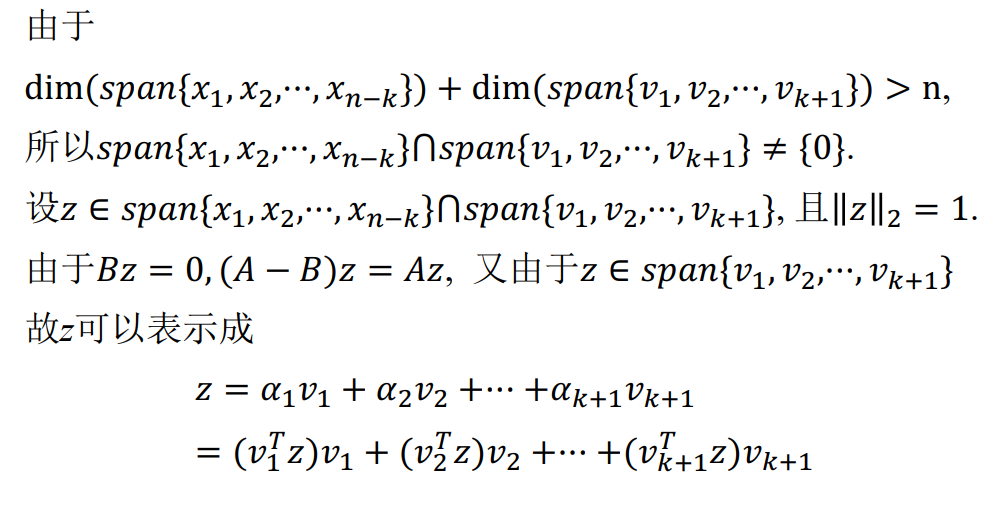 由于
dim(span{x₁, x₂,⋯, xₙ₋ₖ}) + dim(span{v₁, v₂,⋯, vₖ₊₁}) > n,
所以span{x₁, x₂,⋯, xₙ₋ₖ}⋂span{v₁, v₂,⋯, vₖ₊₁} ≠ {0}.
设z ∈ span{x₁, x₂,⋯, xₙ₋ₖ}⋂span{v₁, v₂,⋯, vₖ₊₁}, 且‖z‖₂ = 1.
由于Bz = 0, (A − B)z = Az, 又由于z ∈ span{v₁, v₂,⋯, vₖ₊₁}
故z可以表示成
z = α₁v₁ + α₂v₂ +⋯ +αₖ₊₁vₖ₊₁
= (v₁ᵀz)v₁ + (v₂ᵀz)v₂ +⋯ +(vₖ₊₁ᵀz)vₖ₊₁